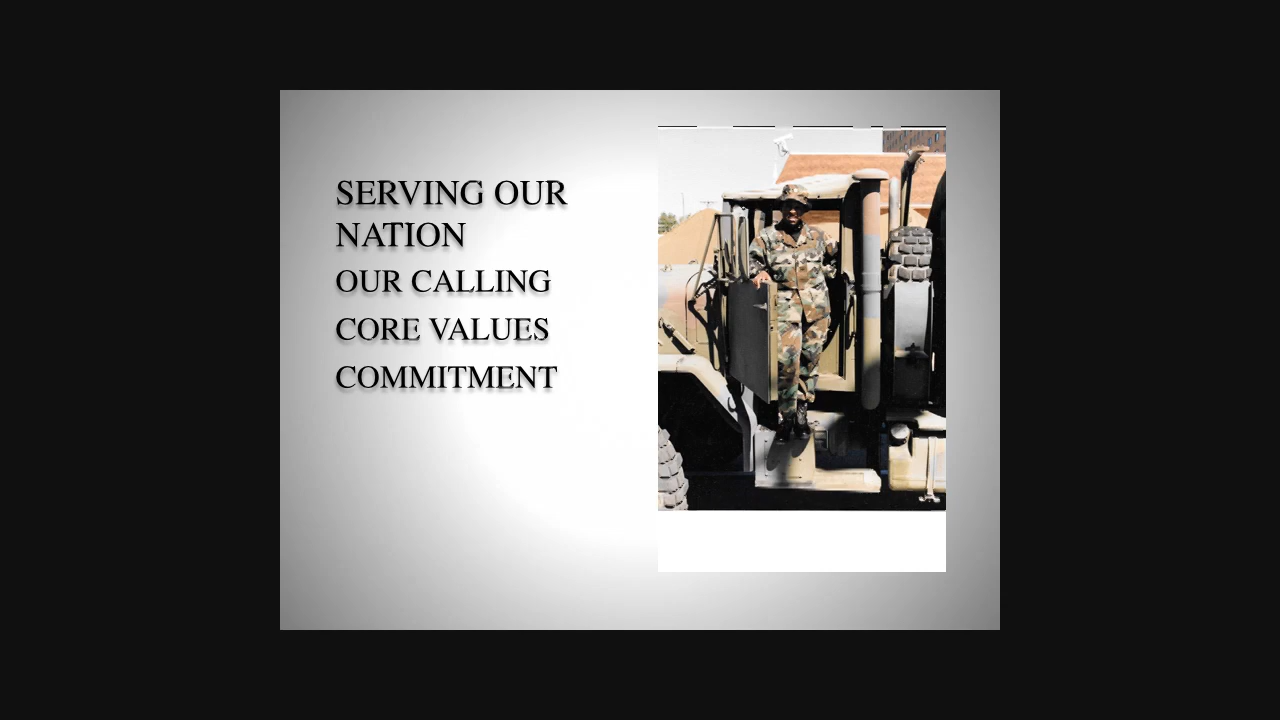 SERVING OUR
NATION
OUR CALLING
CORE VALUES
COMMITMENT